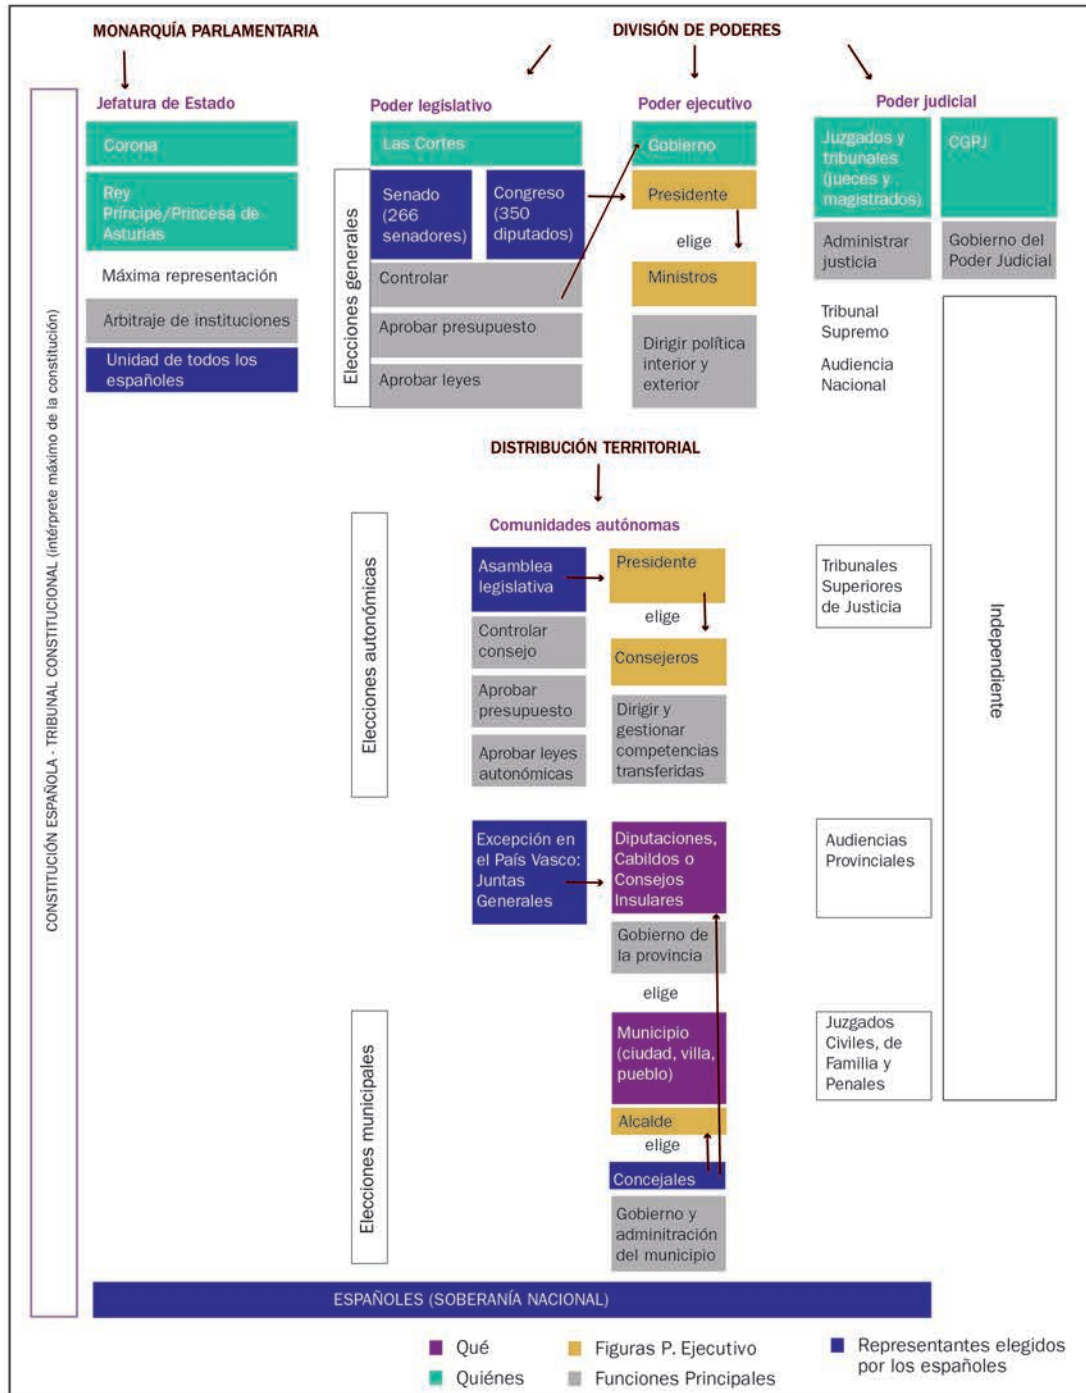 MONARQUÍA PARLAMENTARIA
DIVISIÓN DE PODERES
CONSTITUCIÓN ESPAÑOLA - TRIBUNAL CONSTITUCIONAL (intérprete máximo de la constitución)
Jefatura de Estado
Corona
Rey
Príncipe/Princesa de
Asturias
Máxima representación
Arbitraje de instituciones
Unidad de todos los
españoles
Elecciones generales
Poder legislativo
Las Cortes
Senado
(266
senadores)
Congreso
(350
diputados)
Controlar
Aprobar presupuesto
Aprobar leyes
Poder ejecutivo
Gobierno
Presidente
elige
Ministros
Dirigir política
interior y
exterior
Poder judicial
Juzgados y
tribunales
(jueces y
magistrados)
CGPJ
Administrar
justicia
Gobierno del
Poder Judicial
Tribunal
Supremo
Audiencia
Nacional
DISTRIBUCIÓN TERRITORIAL
Comunidades autónomas
Elecciones autonómicas
Asamblea
legislativa
Controlar
consejo
Aprobar
presupuesto
Aprobar leyes
autonómicas
Presidente
elige
Consejeros
Dirigir y
gestionar
competencias
transferidas
Tribunales
Superiores
de Justicia
Independiente
Excepción en
el País Vasco:
Juntas
Generales
Diputaciones,
Cabildos o
Consejos
Insulares
Gobierno de
la provincia
elige
Audiencias
Provinciales
Elecciones municipales
Municipio
(ciudad, villa,
pueblo)
Alcalde
elige
Concejales
Gobierno y
adminitración
del municipio
Juzgados
Civiles, de
Familia y
Penales
ESPAÑOLES (SOBERANÍA NACIONAL)
Qué
Quiénes
Figuras P. Ejecutivo
Funciones Principales
Representantes elegidos
por los españoles